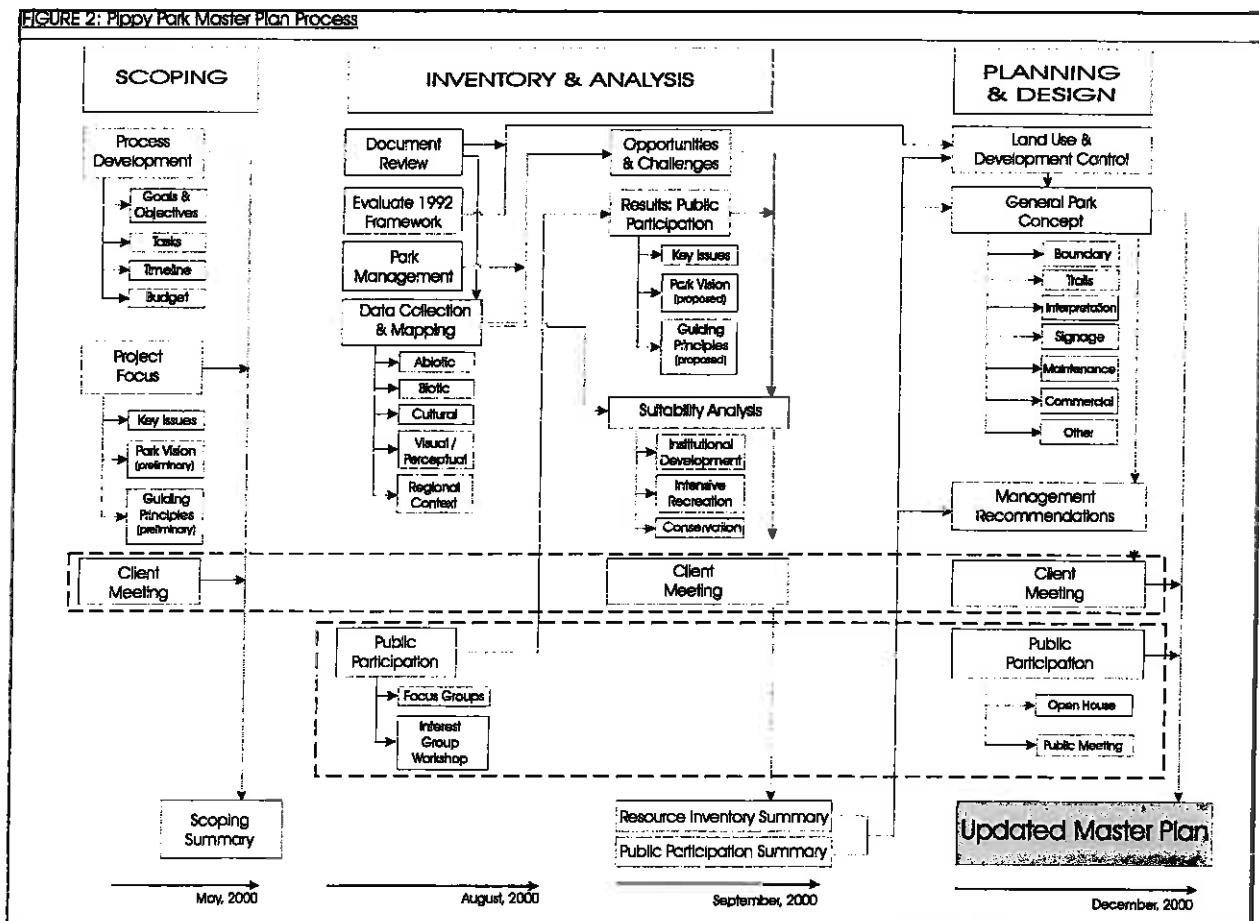 FIGURE 2: Pippy Park Master Plan Process
SCOPING
Process
Development
Goals &
Objectives
Tasks
Timeline
Budget
Project
Focus
Key Issues
Park Vision
(preliminary)
Guiding
Principles
(preliminary)
Client
Meeting
Scoping
Summary
May, 2000
INVENTORY & ANALYSIS
Document
Review
Evaluate 1992
Framework
Park
Management
Data Collection
& Mapping
Abiotic
Biotic
Cultural
Visual /
Perceptual
Regional
Context
Public
Participation
Focus Groups
Interest
Group
Workshop
August, 2000
Opportunities
& Challenges
Results: Public
Participation
Key Issues
Park Vision
(proposed)
Guiding
Principles
(proposed)
Suitability Analysis
Institutional
Development
Intensive
Recreation
Conservation
Client
Meeting
Resource Inventory Summary
Public Participation Summary
September, 2000
PLANNING
& DESIGN
Land Use &
Development Control
General Park
Concept
Boundary
Trails
Interpretation
Signage
Maintenance
Commercial
Other
Management
Recommendations
Client
Meeting
Public
Participation
Open House
Public Meeting
Updated Master Plan
December, 2000